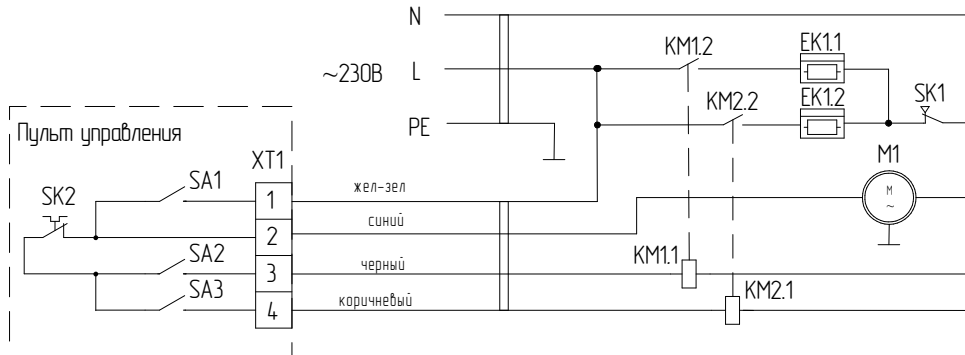 N
KM1.2
EK1.1
~230В
L
EK1.2
SK1
KM2.2
Пульт управления
PE
M1
XT1
SK2
SA1
1
жел-зел
M
~
2
синий
SA2
3
черный
KM1.1
SA3
4
коричневый
KM2.1